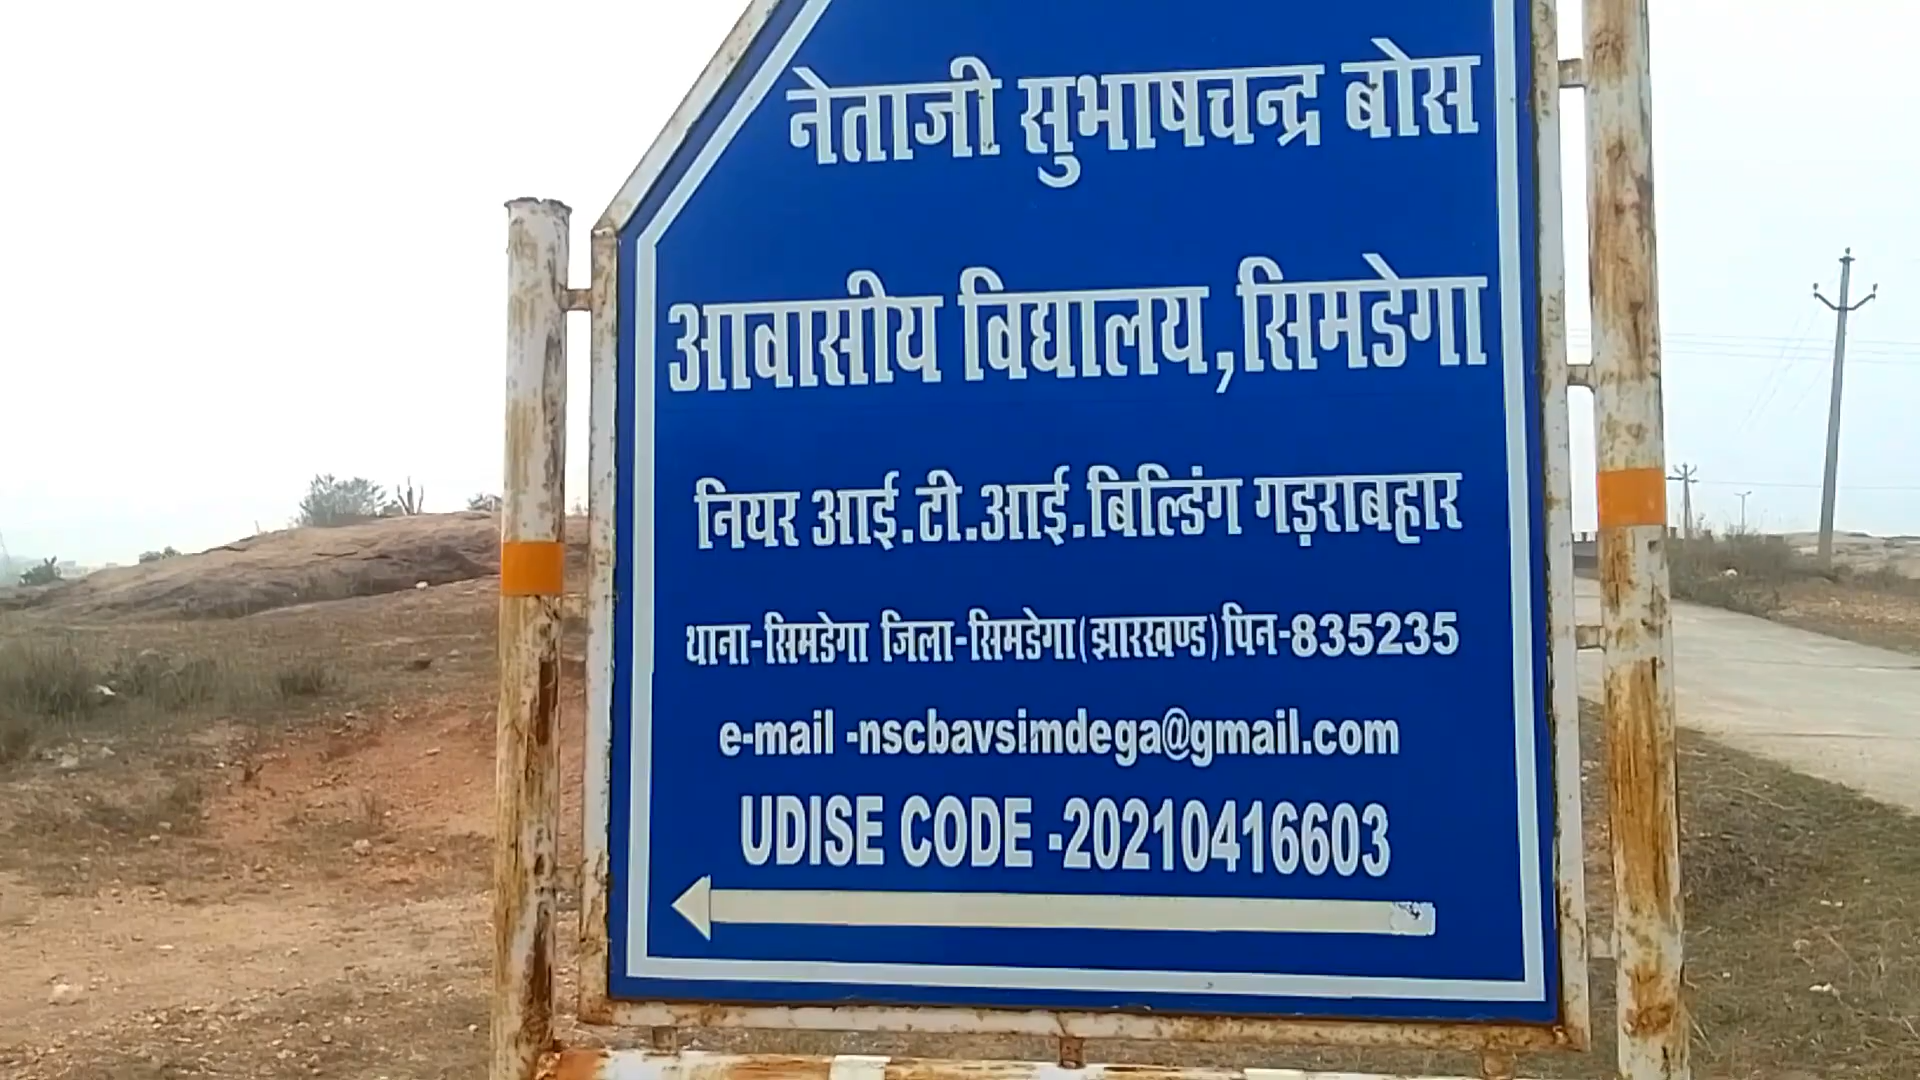 नेताजी सुभाषचन्द्र बोस
आवासीय विद्यालय,सिमडेगा
नियर आई.टी.आई.बिल्डिंग गड़राबहार
थाना-सिमडेगा जिला-सिमडेगा(झारखण्ड)पिन-835235
e-mail -nscbavsimdega@gmail.com
UDISE CODE -20210416603